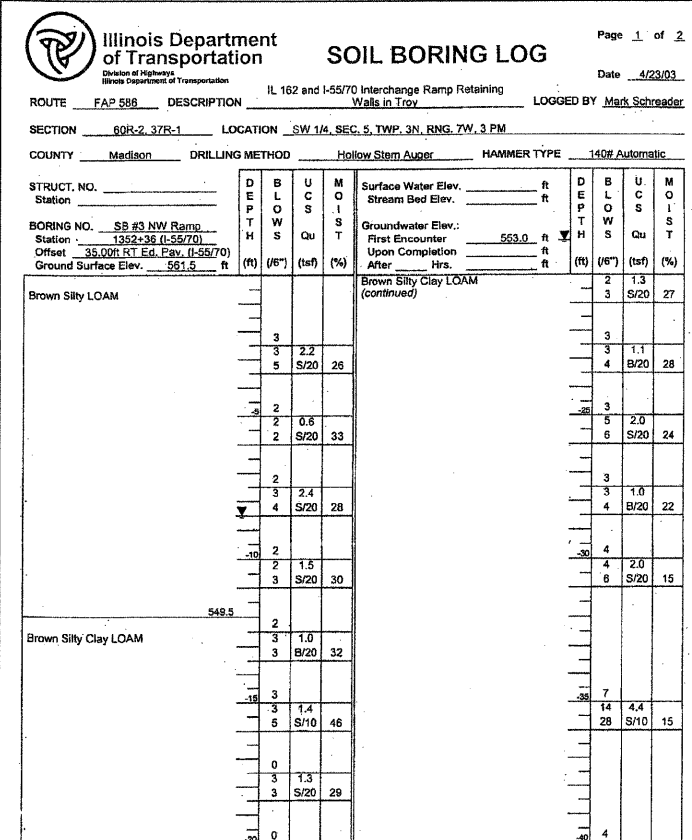 Illinois Department
of Transportation
Division of Highways
Illinois Department of Transportation
SOIL BORING LOG
Page 1 of 2
Date 4/23/03
ROUTE FAP 586 DESCRIPTION IL 162 and I-55/70 Interchange Ramp Retaining
Walls in Troy LOGGED BY Mark Schreader
SECTION 60R-2, 37R-1 LOCATION SW 1/4, SEC. 5, TWP. 3N, RNG. 7W, 3 PM
COUNTY Madison DRILLING METHOD Hollow Stem Auger HAMMER TYPE 140# Automatic
STRUCT. NO.
Station
BORING NO. SB #3 NW Ramp
Station 1352+36 (I-55/70)
Offset 35.00ft RT Ed. Pav. (I-55/70)
Ground Surface Elev. 561.5 ft
DEPTH (ft)
BLOWS (/6")
UCS Qu (tsf)
MOIST (%)
Surface Water Elev. ft
Stream Bed Elev. ft
Groundwater Elev.:
First Encounter 553.0 ft
Upon Completion ft
After Hrs. ft
DEPTH (ft)
BLOWS (/6")
UCS Qu (tsf)
MOIST (%)
Brown Silty LOAM
3
3 2.2
5 S/20 26
-5 2
2 0.6
2 S/20 33
2
3 2.4
4 S/20 28
-10 2
2 1.5
3 S/20 30
549.5
Brown Silty Clay LOAM
2
3 1.0
3 B/20 32
-15 3
3 1.4
5 S/10 46
0
3 1.3
3 S/20 29
-20 0
Brown Silty Clay LOAM
(continued)
2 1.3
3 S/20 27
3
3 1.1
4 B/20 28
-25 3
5 2.0
6 S/20 24
3
3 1.0
4 B/20 22
-30 4
4 2.0
6 S/20 15
-35 7
14 4.4
28 S/10 15
-40 4